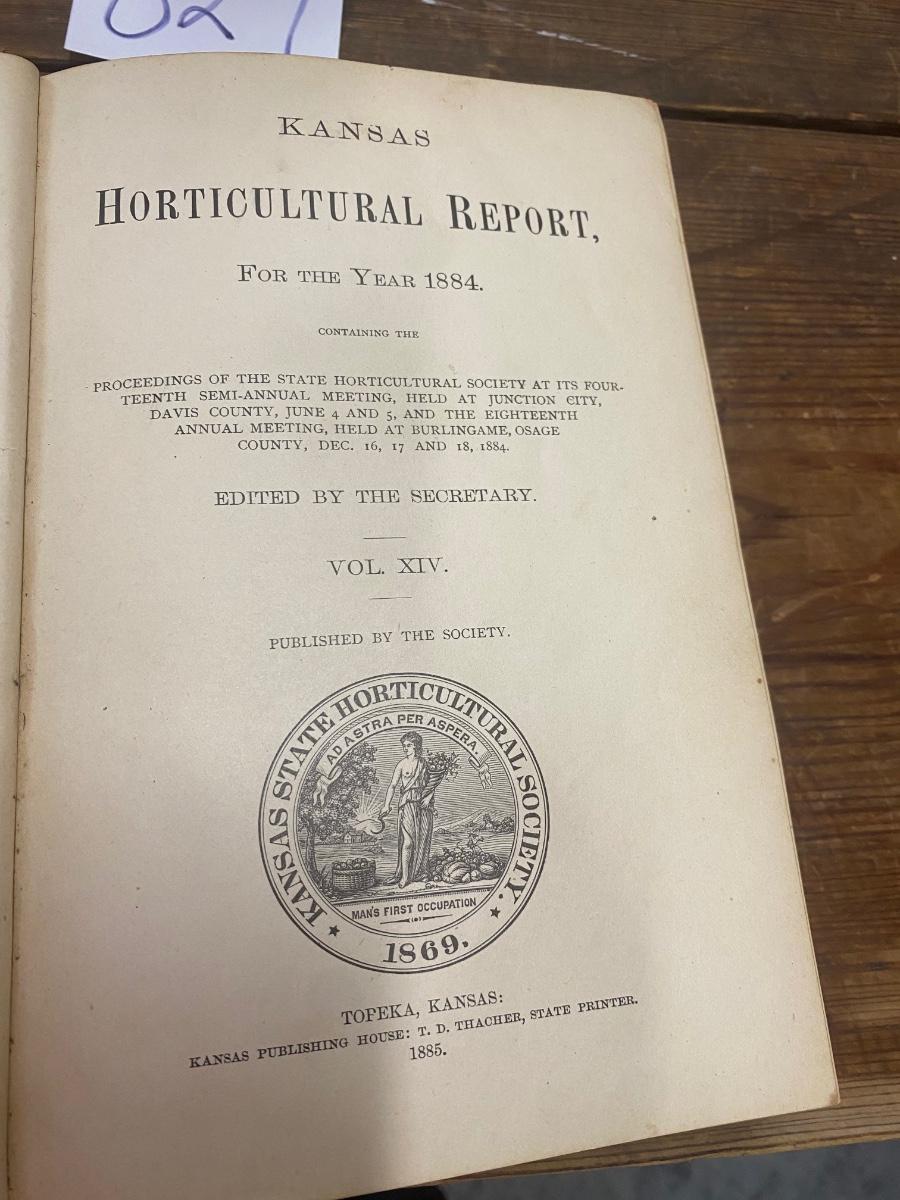 KANSAS
HORTICULTURAL REPORT,
FOR THE YEAR 1884.
CONTAINING THE
PROCEEDINGS OF THE STATE HORTICULTURAL SOCIETY AT ITS FOUR-
TEENTH SEMI-ANNUAL MEETING, HELD AT JUNCTION CITY,
DAVIS COUNTY, JUNE 4 AND 5, AND THE EIGHTEENTH
ANNUAL MEETING, HELD AT BURLINGAME, OSAGE
COUNTY, DEC. 16, 17 AND 18, 1884.
EDITED BY THE SECRETARY.
VOL. XIV.
PUBLISHED BY THE SOCIETY.
KANSAS STATE HORTICULTURAL SOCIETY.
AD ASTRA PER ASPERA.
MAN'S FIRST OCCUPATION
1869.
TOPEKA, KANSAS:
KANSAS PUBLISHING HOUSE: T. D. THACHER, STATE PRINTER.
1885.